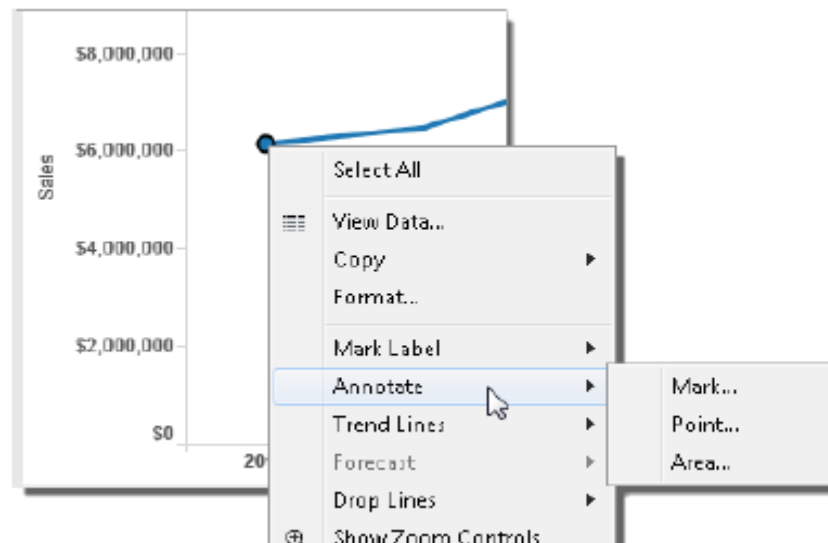 $8,000,000
$6,000,000
$4,000,000
$2,000,000
$0
Sales
Select All
View Data...
Copy
Format...
Mark Label
Annotate
Trend Lines
Forecast
Drop Lines
Show Zoom Controls
Mark...
Point...
Area...